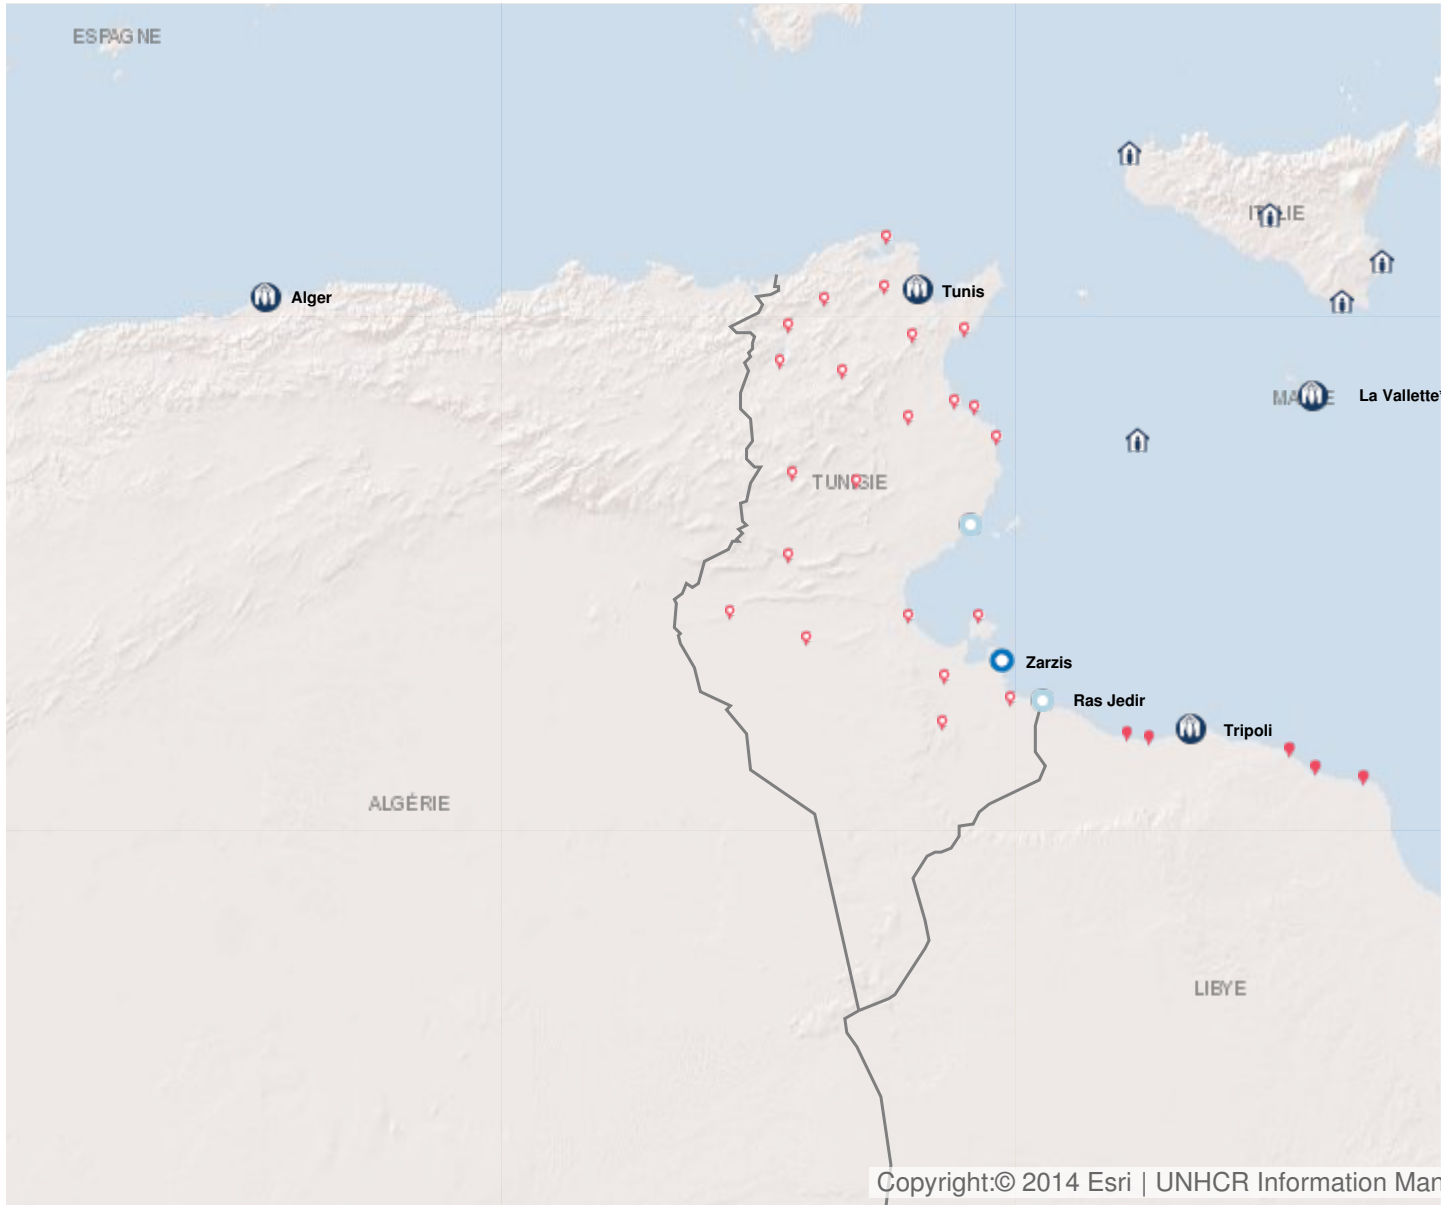 ESPAGNE
ITALIE
Alger
Tunis
MALTE
La Vallette*
TUNISIE
Zarzis
Ras Jedir
Tripoli
ALGÉRIE
LIBYE
Copyright:© 2014 Esri | UNHCR Information Man